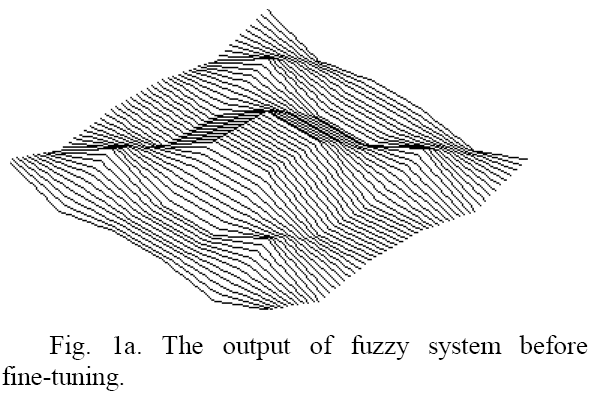 Fig. 1a. The output of fuzzy system before
fine-tuning.